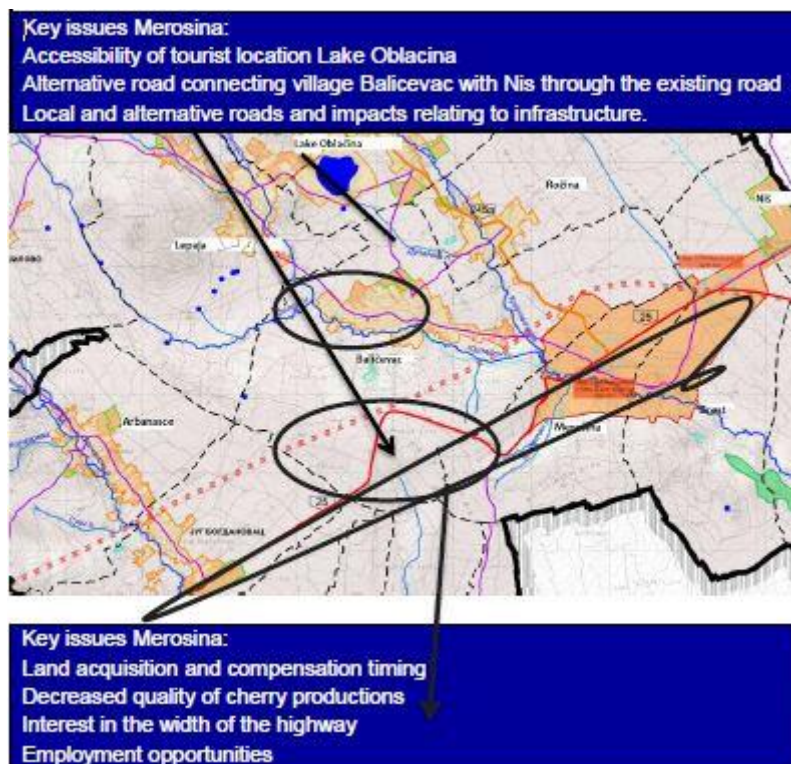 Key issues Merosina:
Accessibility of tourist location Lake Oblacina
Alternative road connecting village Balicevac with Nis through the existing road
Local and alternative roads and impacts relating to infrastructure.
Lake Oblačina
Ročina
Niš
Lepaja
25
Balicevac
Arbanasce
25
ЈУГ БОГДАНОВАЦ
Key issues Merosina:
Land acquisition and compensation timing
Decreased quality of cherry productions
Interest in the width of the highway
Employment opportunities